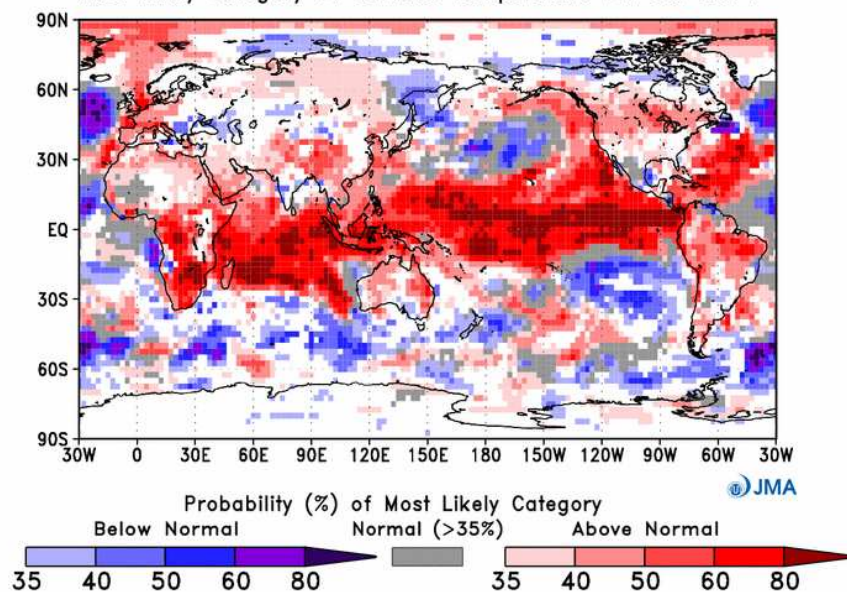 90N
60N
30N
EQ
30S
60S
90S
30W 0 30E 60E 90E 120E 150E 180 150W 120W 90W 60W 30W
JMA
Probability (%) of Most Likely Category
Below Normal Normal (>35%) Above Normal
35 40 50 60 80 35 40 50 60 80